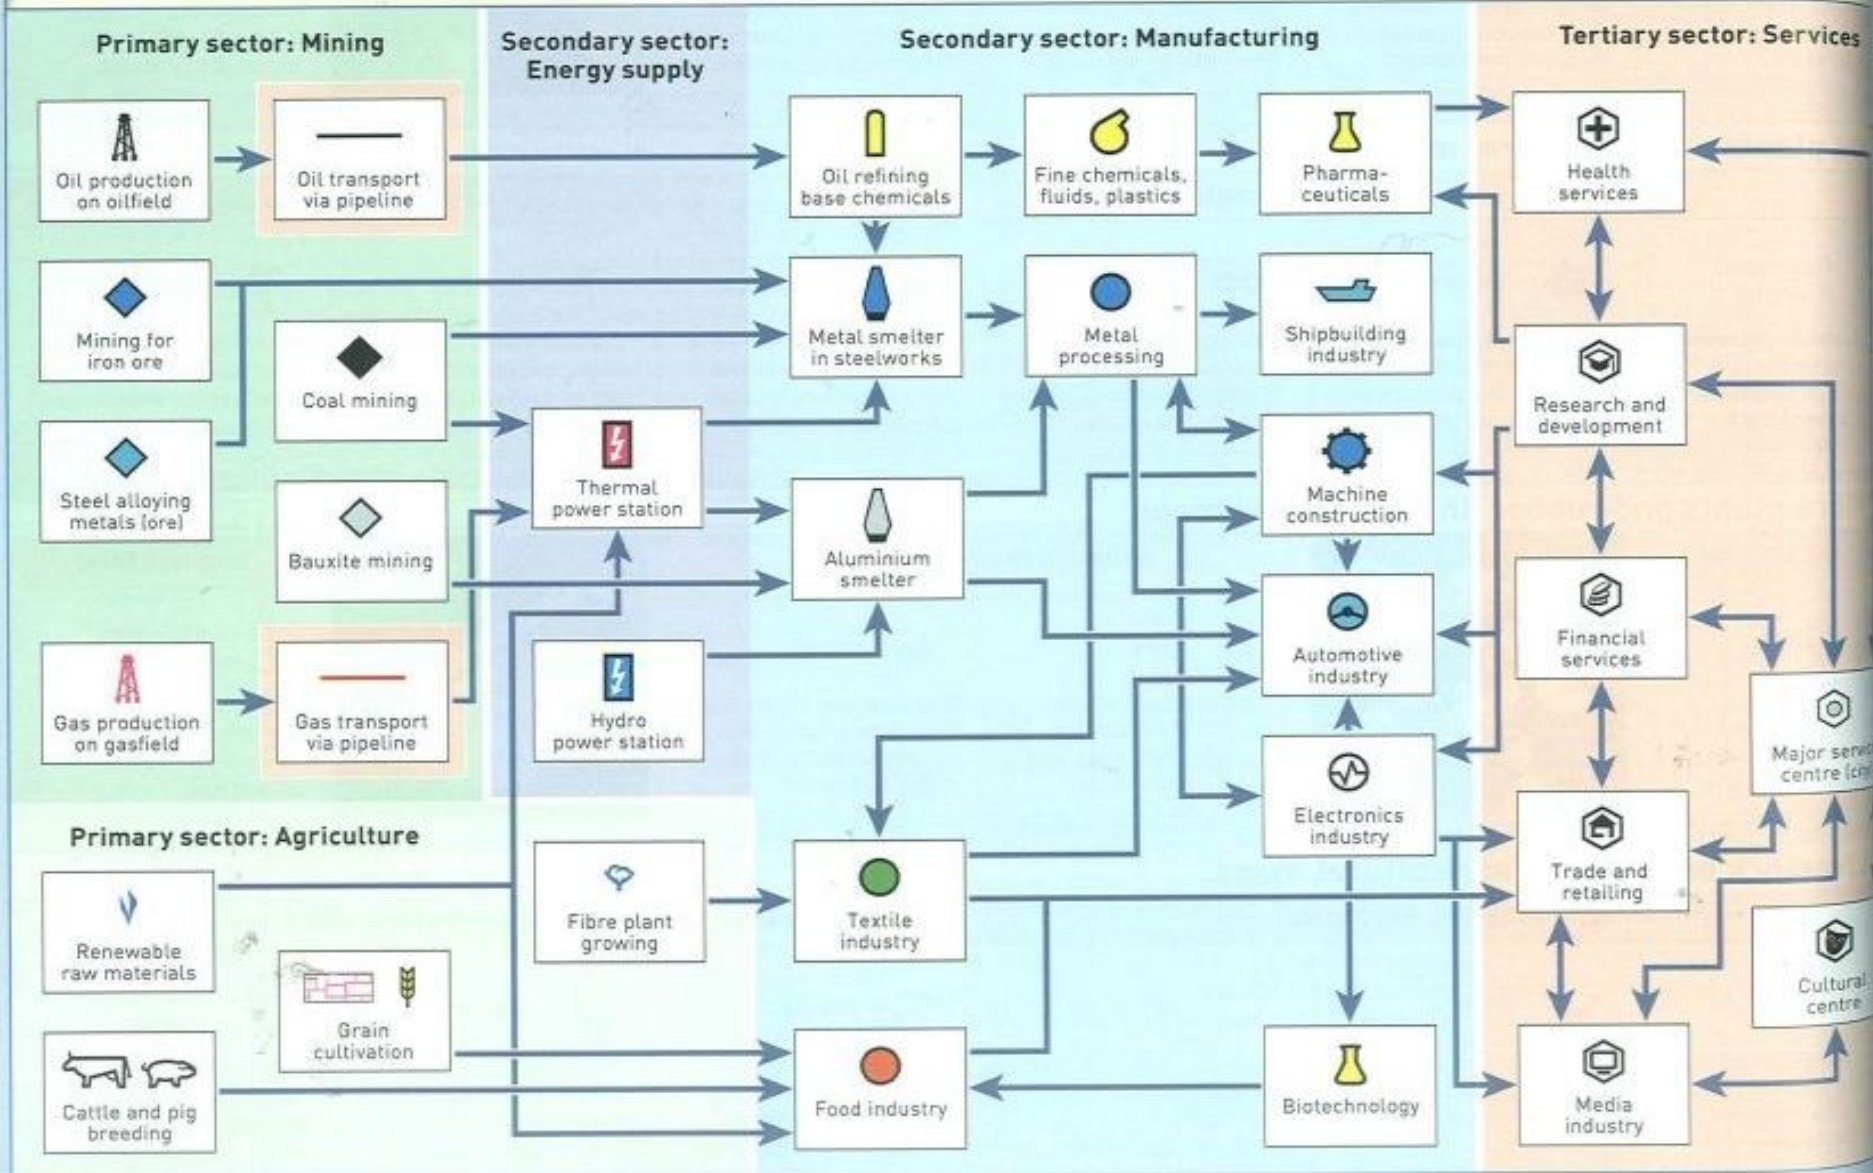 Primary sector: Mining
Secondary sector:
Energy supply
Secondary sector: Manufacturing
Tertiary sector: Services
Oil production
on oilfield
Oil transport
via pipeline
Oil refining
base chemicals
Fine chemicals,
fluids, plastics
Pharma-
ceuticals
Health
services
Mining for
iron ore
Coal mining
Metal smelter
in steelworks
Metal
processing
Shipbuilding
industry
Research and
development
Steel alloying
metals (ore)
Bauxite mining
Thermal
power station
Aluminium
smelter
Machine
construction
Financial
services
Automotive
industry
Gas production
on gasfield
Gas transport
via pipeline
Hydro
power station
Electronics
industry
Major
centre
Primary sector: Agriculture
Renewable
raw materials
Fibre plant
growing
Textile
industry
Trade and
retailing
Cultural
centre
Grain
cultivation
Cattle and pig
breeding
Food industry
Biotechnology
Media
industry